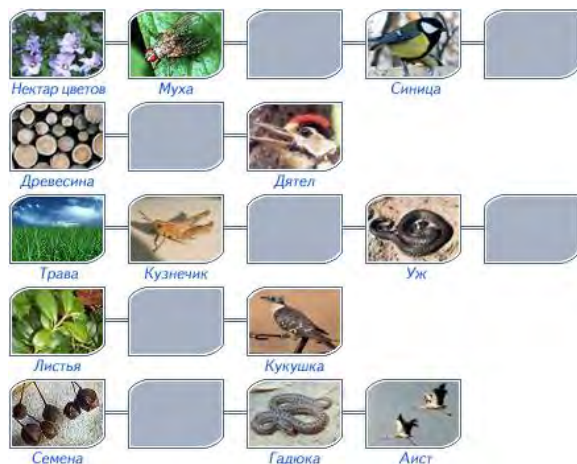 Нектар цветов Муха Синица
Древесина Дятел
Трава Кузнечик Уж
Листья Кукушка
Семена Гадюка Аист